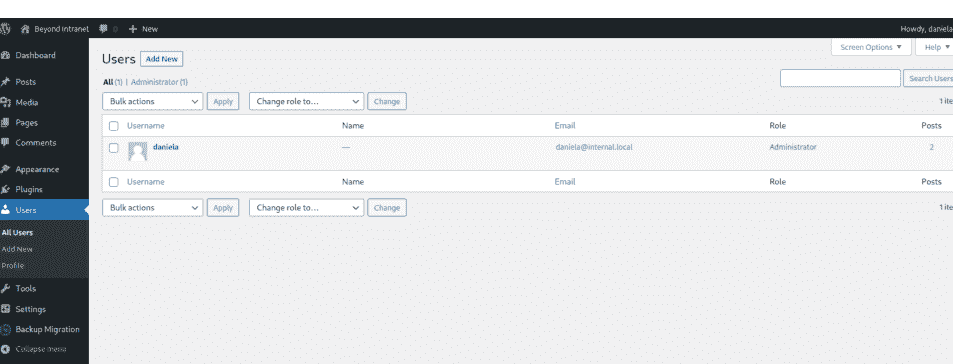 Beyond Intranet 0 + New Howdy, daniela
Dashboard
Posts
Media
Pages
Comments
Appearance
Plugins
Users
All Users
Add New
Profile
Tools
Settings
Backup Migration
Collapse menu
Screen Options ▼ Help ▼
Users Add New
All (1) | Administrator (1)
Search Users
Bulk actions Apply Change role to... Change 1 ite
Username Name Email Role Posts
daniela — daniela@internal.local Administrator 2
Username Name Email Role Posts
Bulk actions Apply Change role to... Change 1 ite